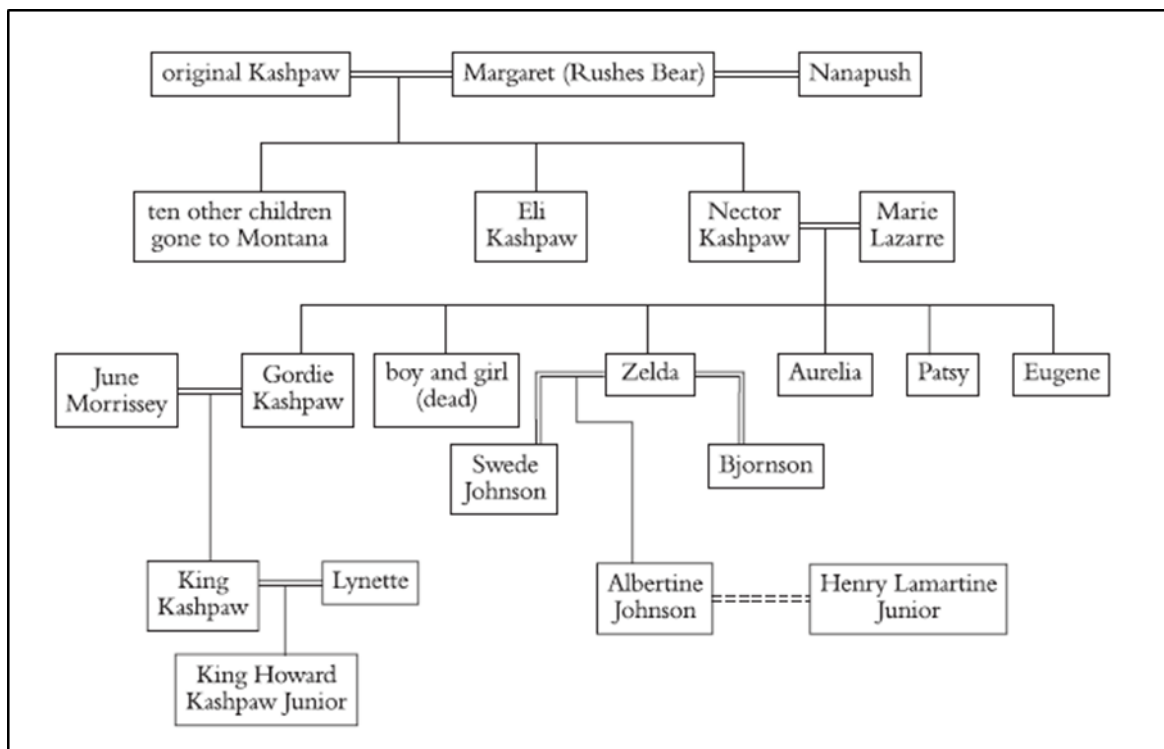 original Kashpaw
Margaret (Rushes Bear)
Nanapush
ten other children
gone to Montana
Eli
Kashpaw
Nector
Kashpaw
Marie
Lazarre
June
Morrissey
Gordie
Kashpaw
boy and girl
(dead)
Zelda
Aurelia
Patsy
Eugene
Swede
Johnson
Bjornson
King
Kashpaw
Lynette
Albertine
Johnson
Henry Lamartine
Junior
King Howard
Kashpaw Junior